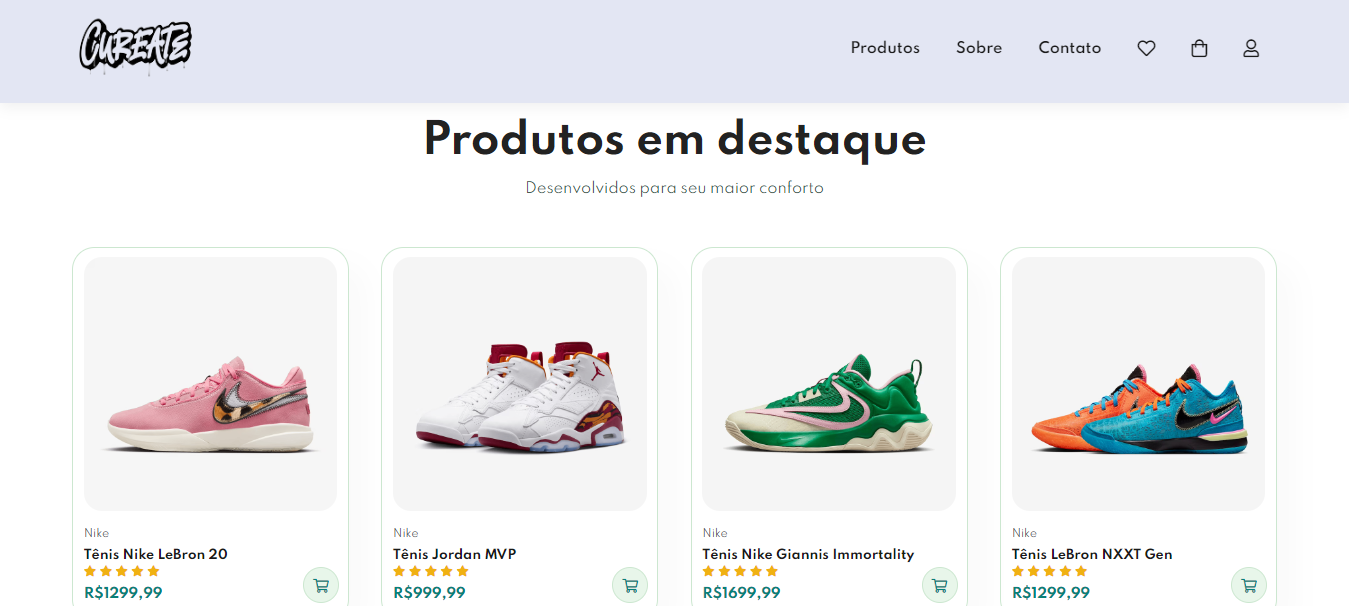 CUREATE
Produtos
Sobre
Contato
Produtos em destaque
Desenvolvidos para seu maior conforto
Nike
Tênis Nike LeBron 20
R$1299,99
Nike
Tênis Jordan MVP
R$999,99
Nike
Tênis Nike Giannis Immortality
R$1699,99
Nike
Tênis LeBron NXXT Gen
R$1299,99